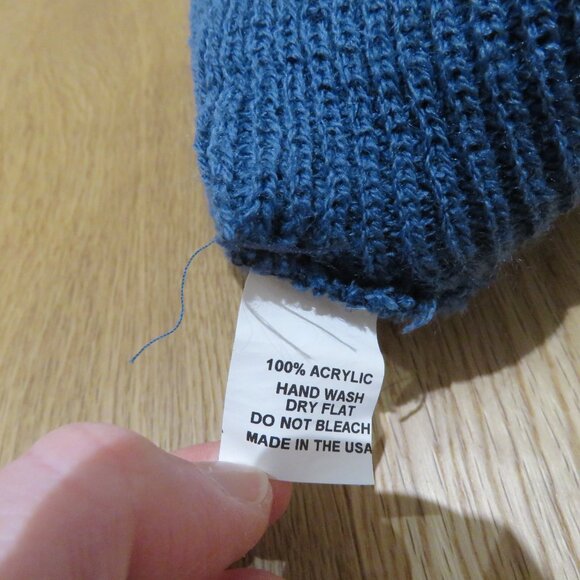 100% ACRYLIC
HAND WASH
DRY FLAT
DO NOT BLEACH
MADE IN THE USA